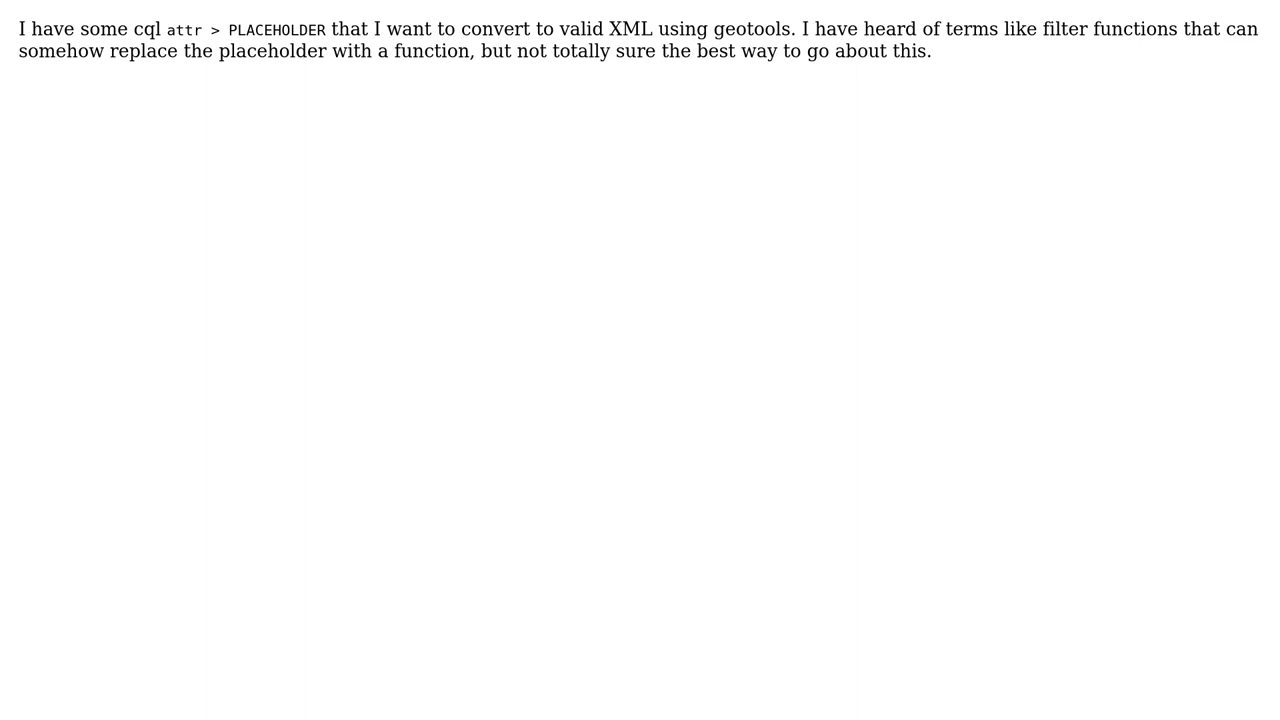 I have some cql attr > PLACEHOLDER that I want to convert to valid XML using geotools. I have heard of terms like filter functions that can
somehow replace the placeholder with a function, but not totally sure the best way to go about this.